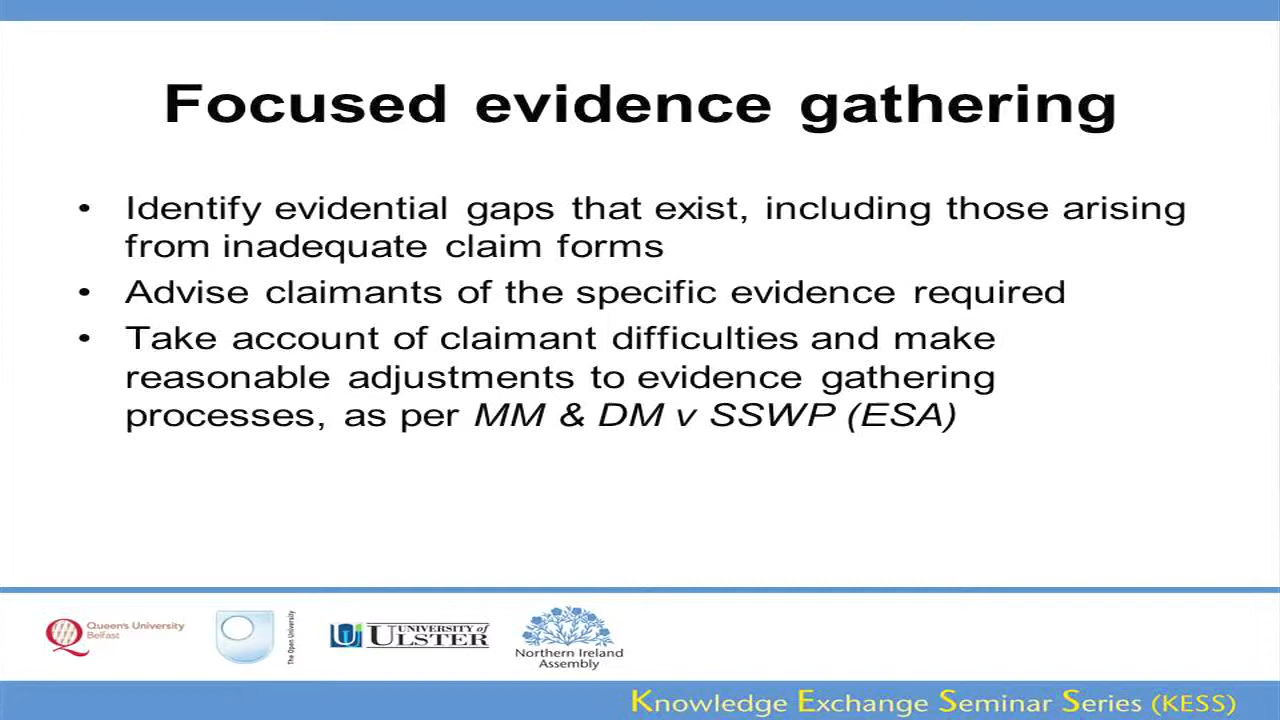 Focused evidence gathering
• Identify evidential gaps that exist, including those arising
from inadequate claim forms
• Advise claimants of the specific evidence required
• Take account of claimant difficulties and make
reasonable adjustments to evidence gathering
processes, as per MM & DM v SSWP (ESA)
Queen's University
Belfast
The Open University
UNIVERSITY of
ULSTER
Northern Ireland
Assembly
Knowledge Exchange Seminar Series (KESS)